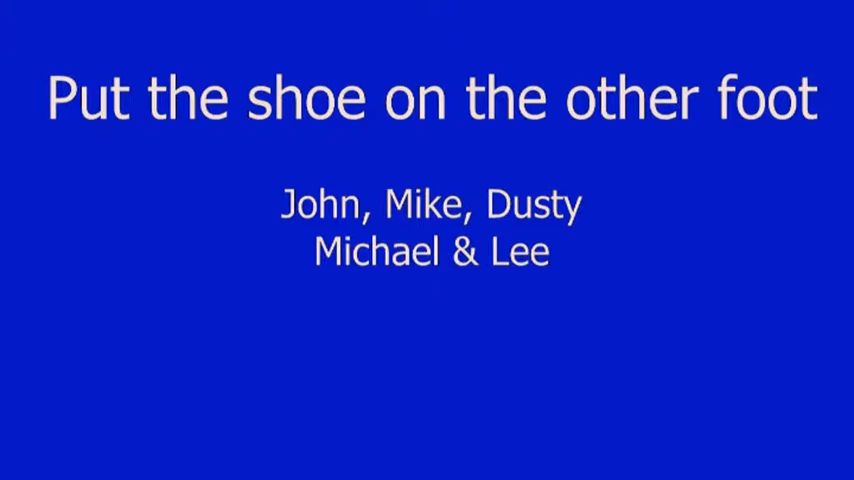 Put the shoe on the other foot
John, Mike, Dusty
Michael & Lee